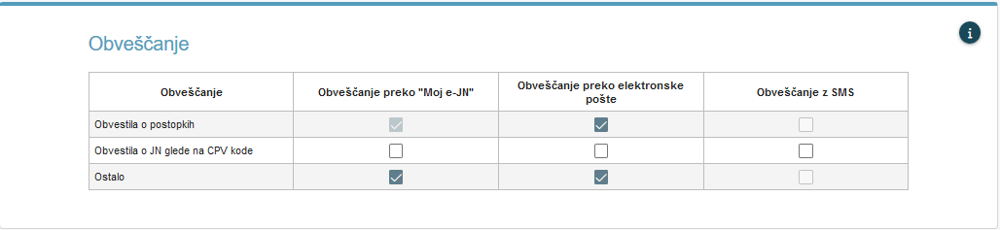 Obveščanje
Obveščanje
Obveščanje preko "Moj e-JN"
Obveščanje preko elektronske
pošte
Obveščanje z SMS
Obvestila o postopkih
Obvestila o JN glede na CPV kode
Ostalo